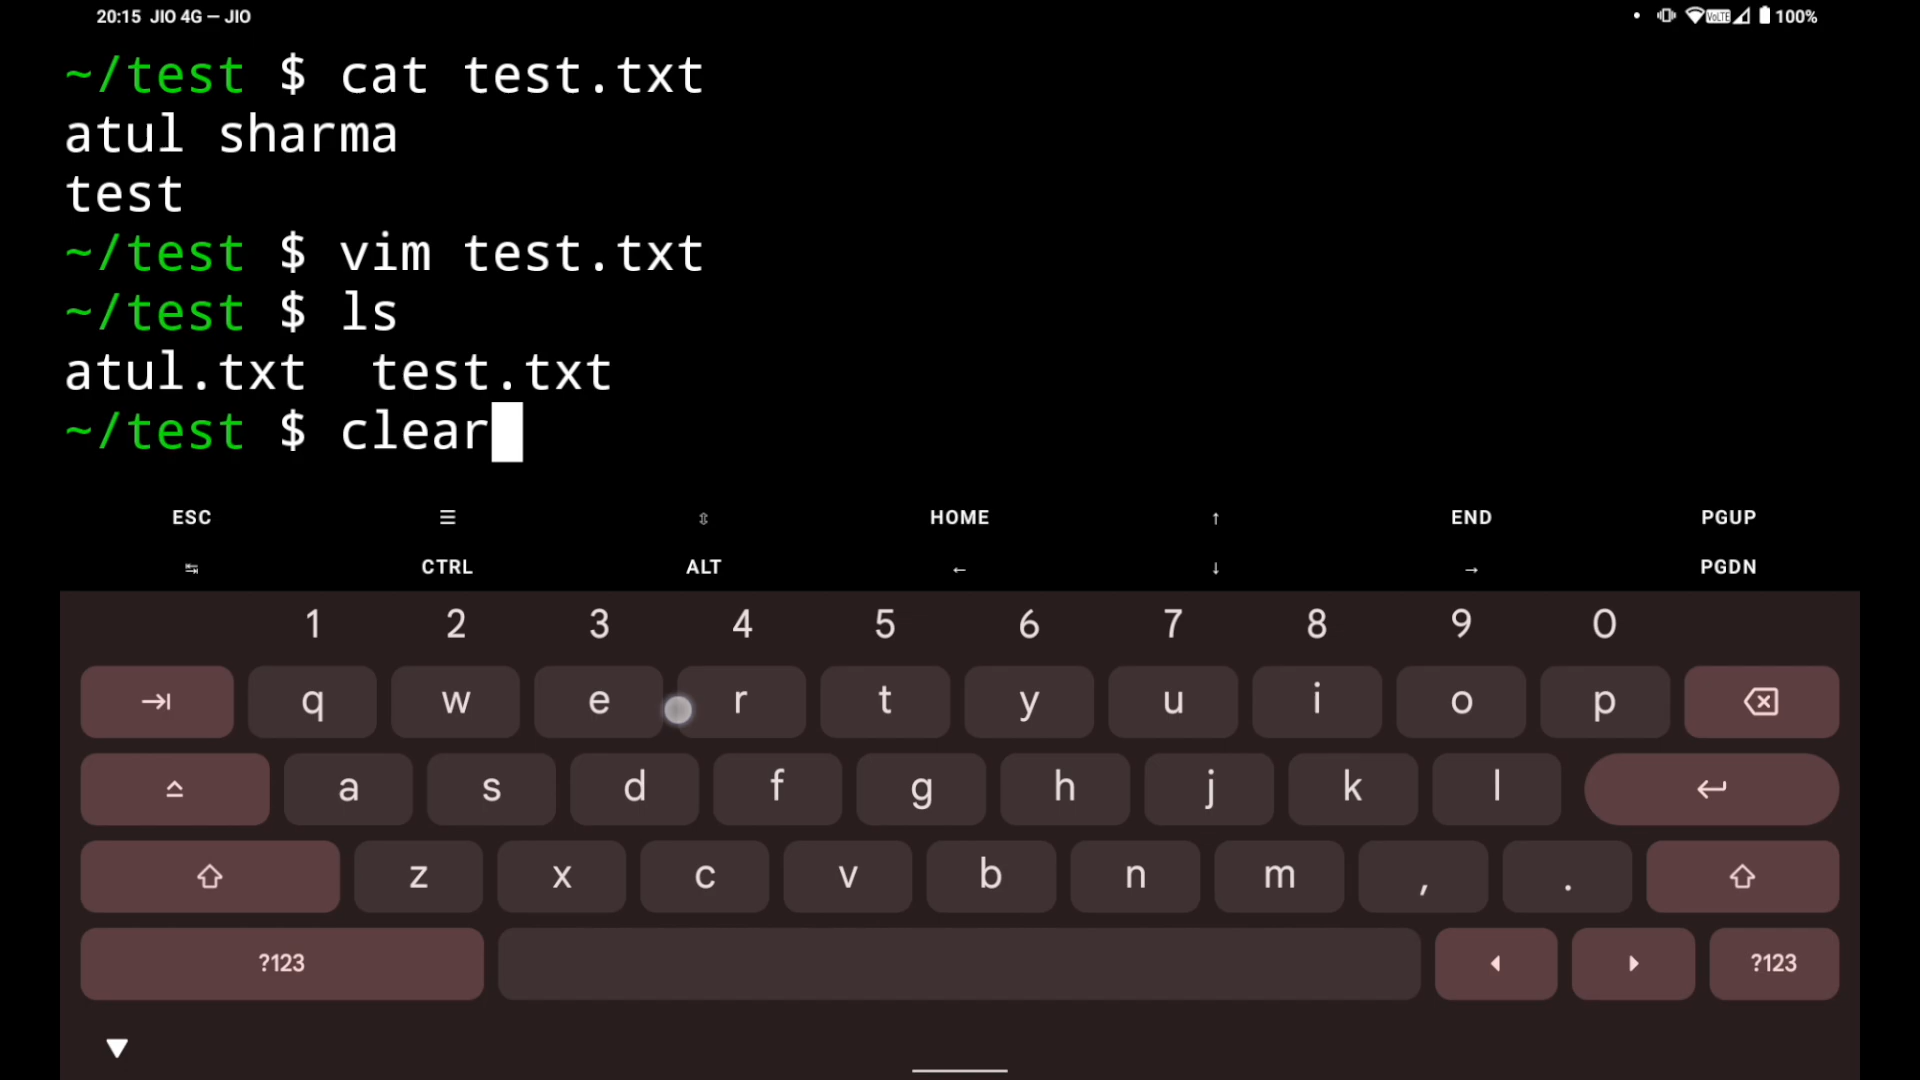 20:15 JIO 4G — JIO
VoLTE 100%
~/test $ cat test.txt
atul sharma
test
~/test $ vim test.txt
~/test $ ls
atul.txt  test.txt
~/test $ clear
ESC ☰ ⇳ HOME ↑ END PGUP
↹ CTRL ALT ← ↓ → PGDN
1 2 3 4 5 6 7 8 9 0
q w e r t y u i o p
a s d f g h j k l
z x c v b n m , .
?123 ?123